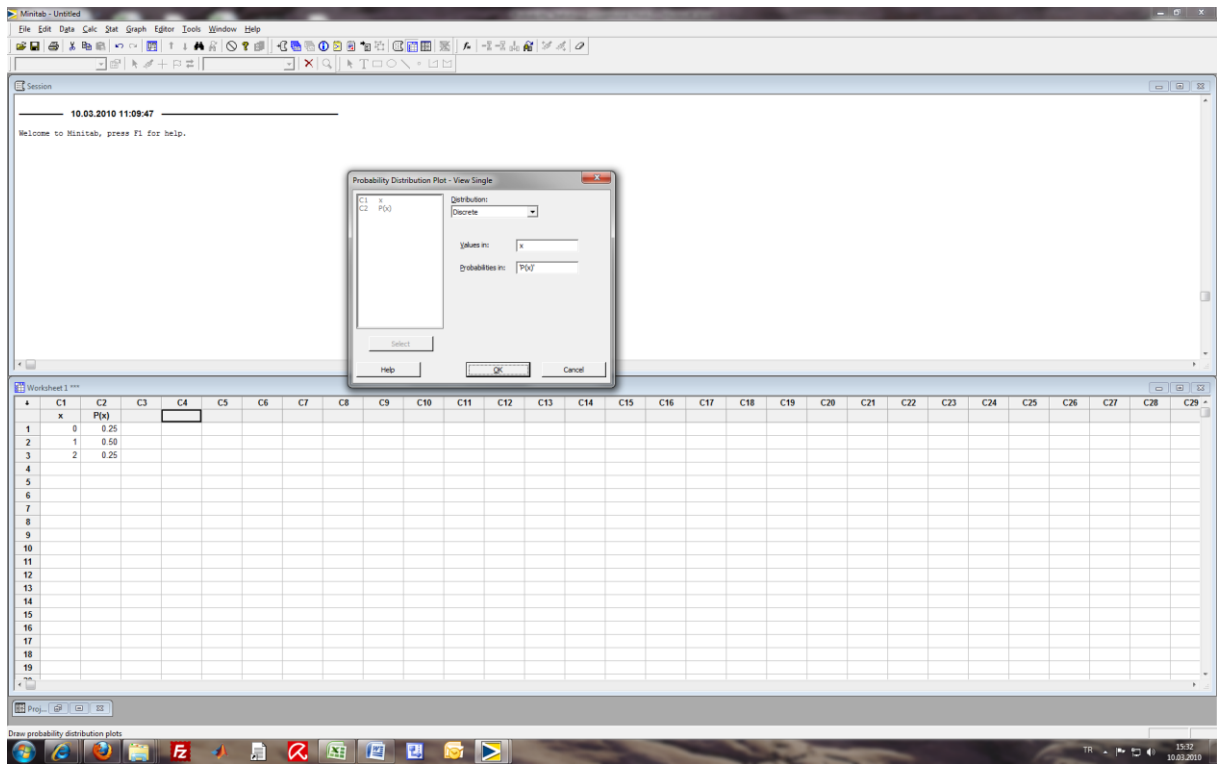 Minitab - Untitled
File Edit Data Calc Stat Graph Editor Tools Window Help
Session
10.03.2010 11:09:47
Welcome to Minitab, press F1 for help.
Probability Distribution Plot - View Single
C1 x
C2 P(x)
Distribution:
Discrete
Values in: x
Probabilities in: 'P(x)'
Select
Help OK Cancel
Worksheet 1 ***
C1 C2 C3 C4 C5 C6 C7 C8 C9 C10 C11 C12 C13 C14 C15 C16 C17 C18 C19 C20 C21 C22 C23 C24 C25 C26 C27 C28 C29
x P(x)
1 0 0.25
2 1 0.50
3 2 0.25
4
5
6
7
8
9
10
11
12
13
14
15
16
17
18
19
Proj...
Draw probability distribution plots
TR 15:32
10.03.2010